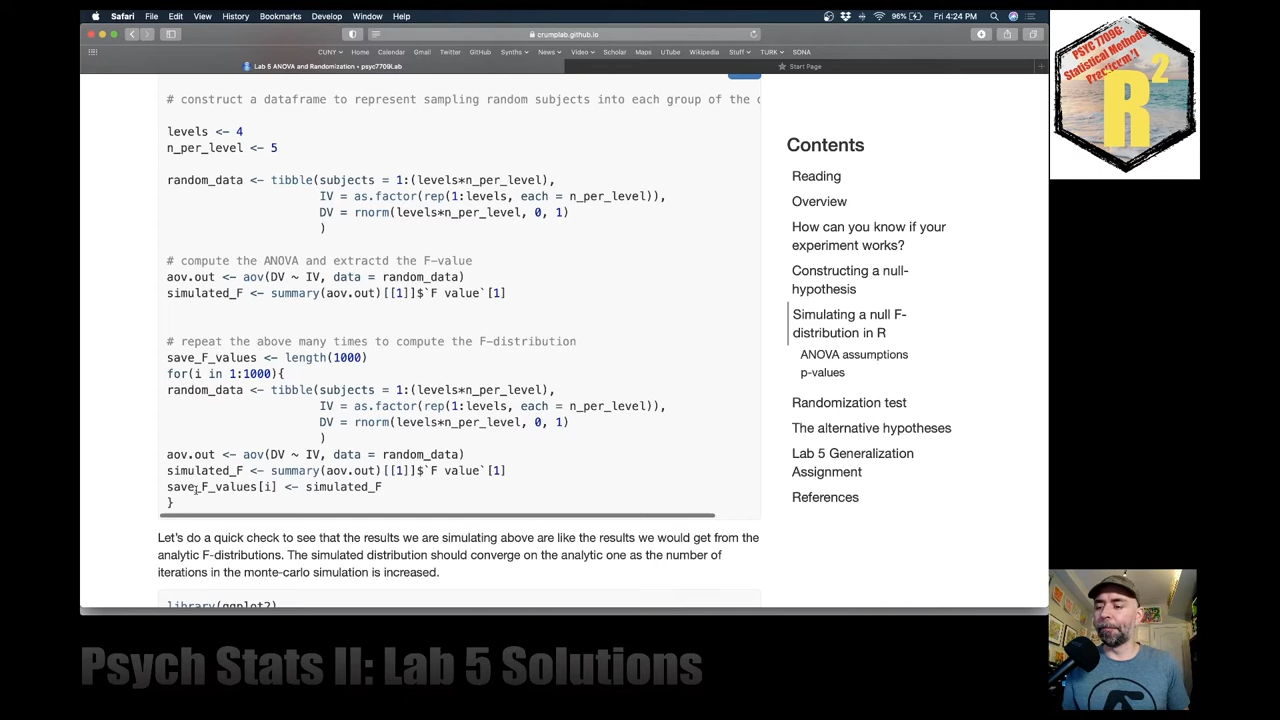 Safari File Edit View History Bookmarks Develop Window Help
96% Fri 4:24 PM
crumplab.github.io
CUNY Home Calendar Gmail Twitter GitHub Synths News Video Scholar Maps UTube Wikipedia Stuff TURK SONA
Lab 5 ANOVA and Randomization • psyc7709Lab
Start Page
# construct a dataframe to represent sampling random subjects into each group of the
levels <- 4
n_per_level <- 5
random_data <- tibble(subjects = 1:(levels*n_per_level),
IV = as.factor(rep(1:levels, each = n_per_level)),
DV = rnorm(levels*n_per_level, 0, 1)
)
# compute the ANOVA and extractd the F-value
aov.out <- aov(DV ~ IV, data = random_data)
simulated_F <- summary(aov.out)[[1]]$`F value`[1]
# repeat the above many times to compute the F-distribution
save_F_values <- length(1000)
for(i in 1:1000){
random_data <- tibble(subjects = 1:(levels*n_per_level),
IV = as.factor(rep(1:levels, each = n_per_level)),
DV = rnorm(levels*n_per_level, 0, 1)
)
aov.out <- aov(DV ~ IV, data = random_data)
simulated_F <- summary(aov.out)[[1]]$`F value`[1]
save_F_values[i] <- simulated_F
}
Let's do a quick check to see that the results we are simulating above are like the results we would get from the
analytic F-distributions. The simulated distribution should converge on the analytic one as the number of
iterations in the monte-carlo simulation is increased.
library(ggplot2)
Contents
Reading
Overview
How can you know if your
experiment works?
Constructing a null-
hypothesis
Simulating a null F-
distribution in R
ANOVA assumptions
p-values
Randomization test
The alternative hypotheses
Lab 5 Generalization
Assignment
References
PSYC 7709G:
Statistical Methods
Practicum I
R2
Psych Stats II: Lab 5 Solutions